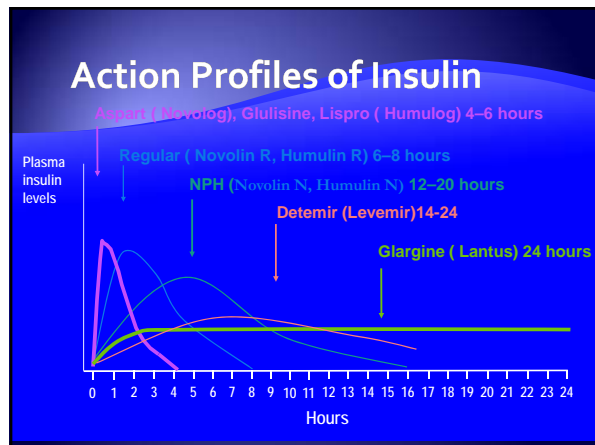 Action Profiles of Insulin
Aspart ( Novolog), Glulisine, Lispro ( Humulog) 4–6 hours
Regular ( Novolin R, Humulin R) 6–8 hours
Plasma
insulin
levels
NPH (Novolin N, Humulin N) 12–20 hours
Detemir (Levemir)14-24
Glargine ( Lantus) 24 hours
0 1 2 3 4 5 6 7 8 9 10 11 12 13 14 15 16 17 18 19 20 21 22 23 24
Hours